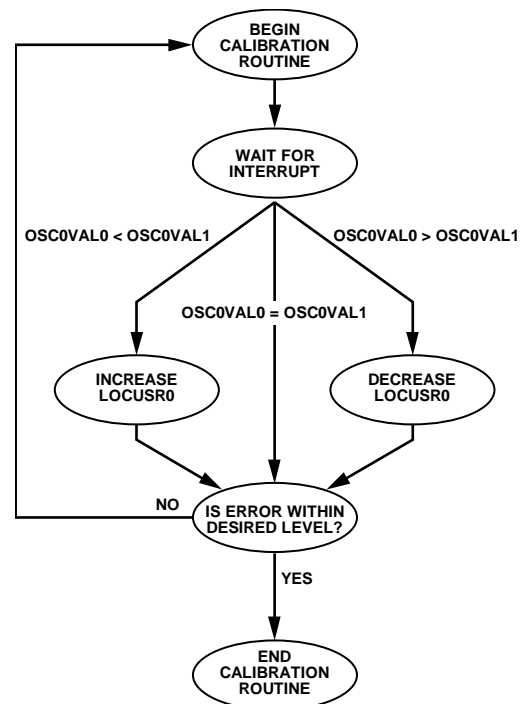 BEGIN
CALIBRATION
ROUTINE
WAIT FOR
INTERRUPT
OSC0VAL0 < OSC0VAL1
OSC0VAL0 > OSC0VAL1
OSC0VAL0 = OSC0VAL1
INCREASE
LOCUSR0
DECREASE
LOCUSR0
NO
IS ERROR WITHIN
DESIRED LEVEL?
YES
END
CALIBRATION
ROUTINE